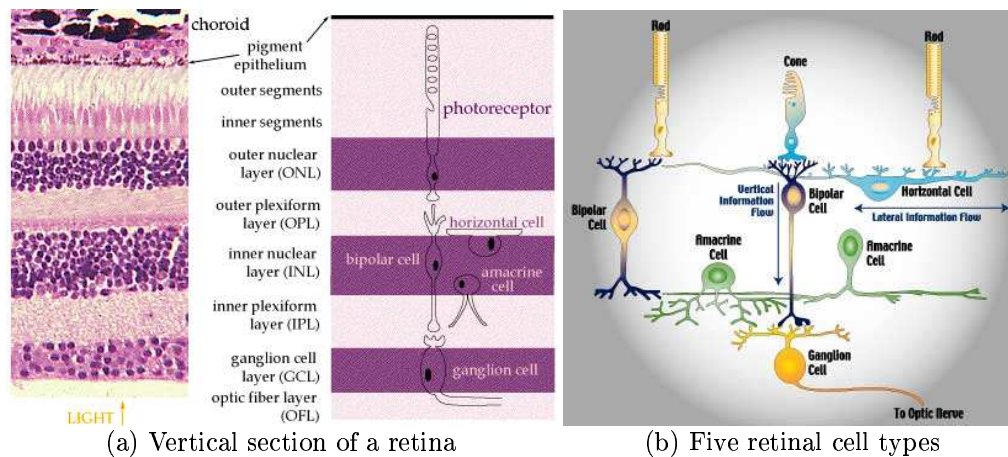 choroid
pigment
epithelium
outer segments
inner segments
outer nuclear
layer (ONL)
outer plexiform
layer (OPL)
inner nuclear
layer (INL)
inner plexiform
layer (IPL)
ganglion cell
layer (GCL)
optic fiber layer
(OFL)
LIGHT
photoreceptor
horizontal cell
bipolar cell
amacrine
cell
ganglion cell
(a) Vertical section of a retina
Rod
Cone
Rod
Vertical
Information
Flow
Bipolar
Cell
Horizontal Cell
Lateral Information Flow
Bipolar
Cell
Amacrine
Cell
Amacrine
Cell
Ganglion
Cell
To Optic Nerve
(b) Five retinal cell types